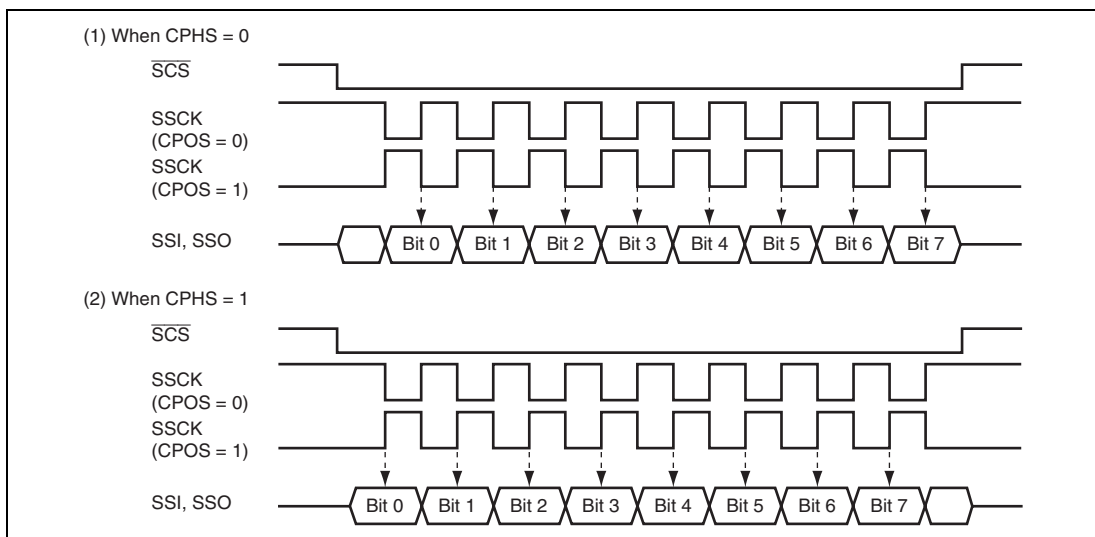 (1) When CPHS = 0
SCS
SSCK
(CPOS = 0)
SSCK
(CPOS = 1)
SSI, SSO
Bit 0 Bit 1 Bit 2 Bit 3 Bit 4 Bit 5 Bit 6 Bit 7
(2) When CPHS = 1
SCS
SSCK
(CPOS = 0)
SSCK
(CPOS = 1)
SSI, SSO
Bit 0 Bit 1 Bit 2 Bit 3 Bit 4 Bit 5 Bit 6 Bit 7